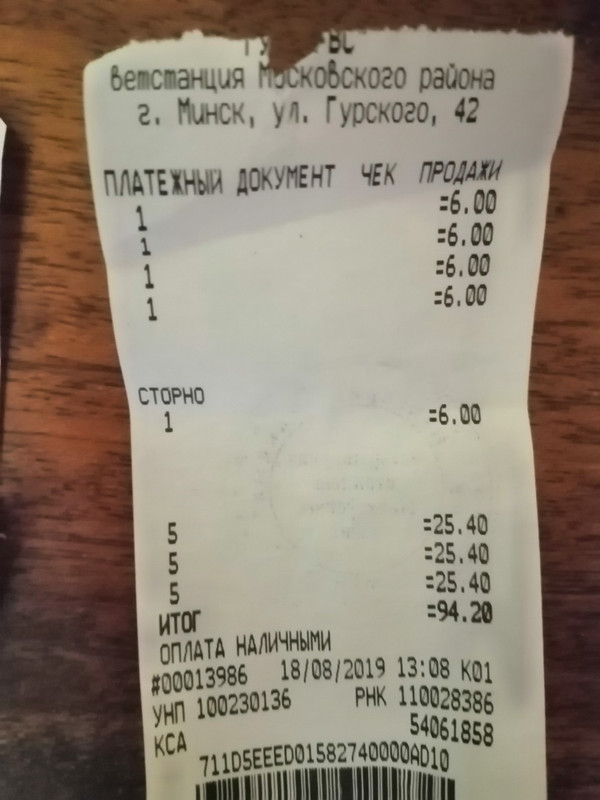 ветстанция Московского района
г. Минск, ул. Гурского, 42
ПЛАТЕЖНЫЙ ДОКУМЕНТ ЧЕК ПРОДАЖИ
1 =6.00
1 =6.00
1 =6.00
1 =6.00
СТОРНО
1 =6.00
5 =25.40
5 =25.40
5 =25.40
ИТОГ =94.20
ОПЛАТА НАЛИЧНЫМИ
#00013986 18/08/2019 13:08 К01
УНП 100230136 РНК 110028386
КСА 54061858
711D5EEED01582740000AD10